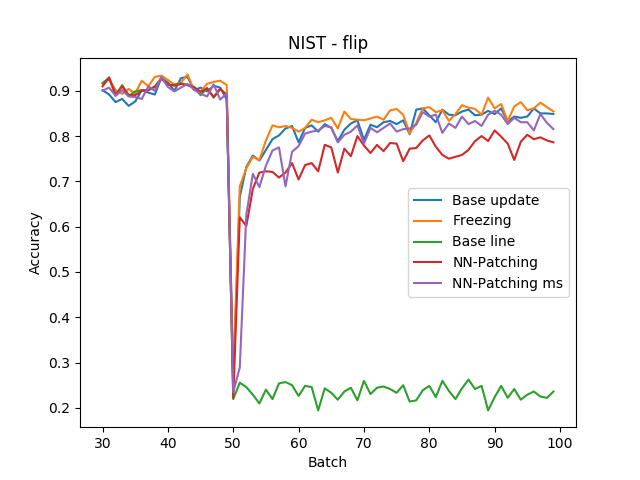 NIST - flip
Accuracy
0.9
0.8
0.7
0.6
0.5
0.4
0.3
0.2
Base update
Freezing
Base line
NN-Patching
NN-Patching ms
30 40 50 60 70 80 90 100
Batch